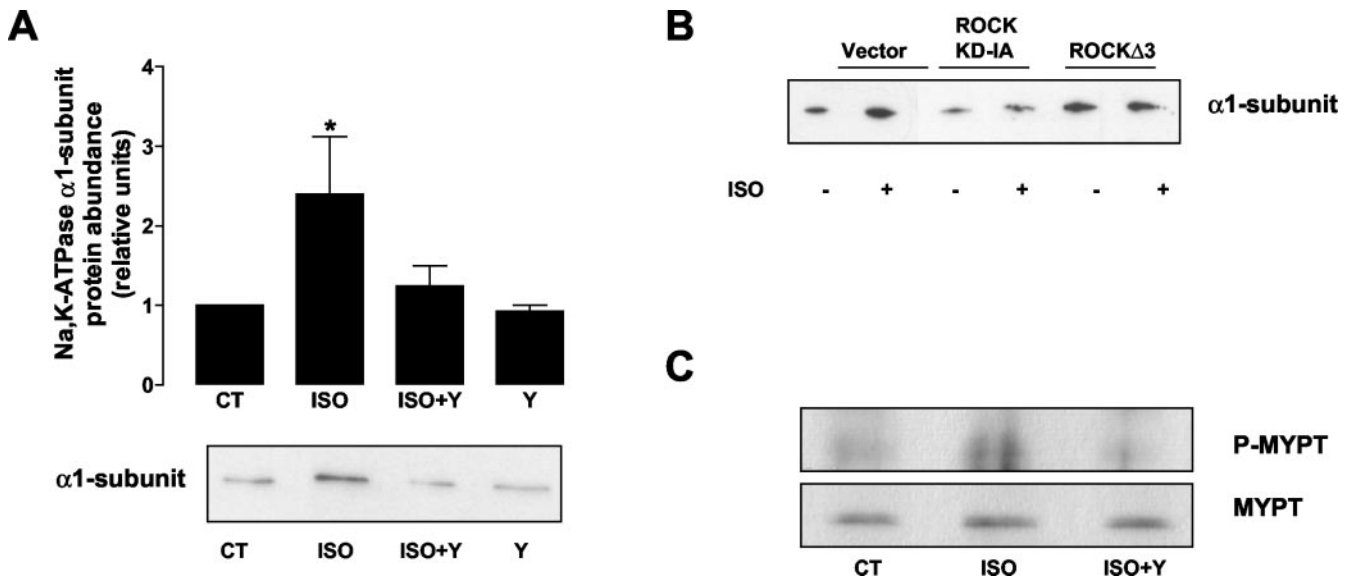 A
Na,K-ATPase α1-subunit
protein abundance
(relative units)
4
3
2
1
0
*
CT ISO ISO+Y Y
α1-subunit
CT ISO ISO+Y Y
B
Vector ROCK KD-IA ROCKΔ3
α1-subunit
ISO - + - + - +
C
P-MYPT
MYPT
CT ISO ISO+Y